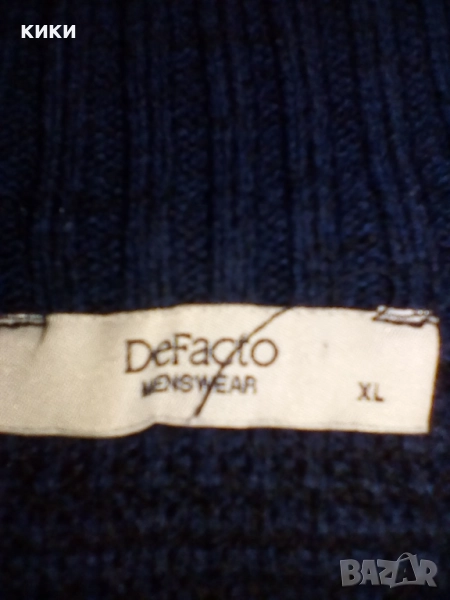 кики
DeFacto
MENSWEAR
XL
BAZAR